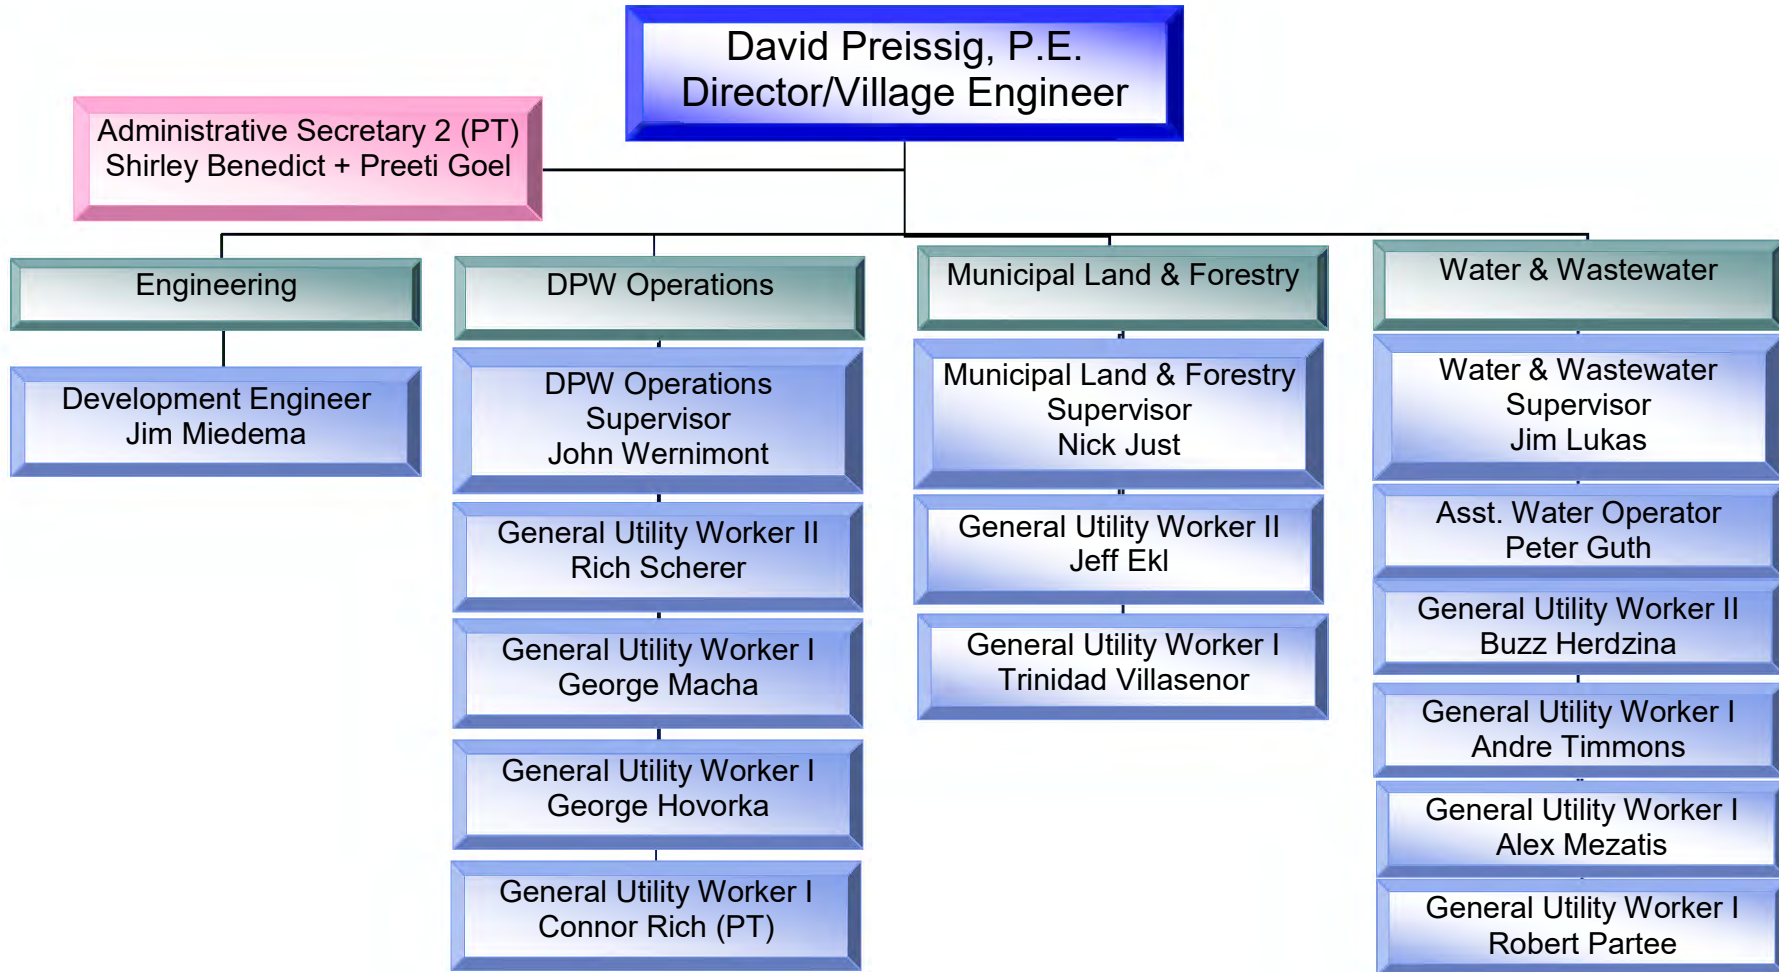 David Preissig, P.E.
Director/Village Engineer
Administrative Secretary 2 (PT)
Shirley Benedict + Preeti Goel
Engineering
Development Engineer
Jim Miedema
DPW Operations
DPW Operations
Supervisor
John Wernimont
General Utility Worker II
Rich Scherer
General Utility Worker I
George Macha
General Utility Worker I
George Hovorka
General Utility Worker I
Connor Rich (PT)
Municipal Land & Forestry
Municipal Land & Forestry
Supervisor
Nick Just
General Utility Worker II
Jeff Ekl
General Utility Worker I
Trinidad Villasenor
Water & Wastewater
Water & Wastewater
Supervisor
Jim Lukas
Asst. Water Operator
Peter Guth
General Utility Worker II
Buzz Herdzina
General Utility Worker I
Andre Timmons
General Utility Worker I
Alex Mezatis
General Utility Worker I
Robert Partee